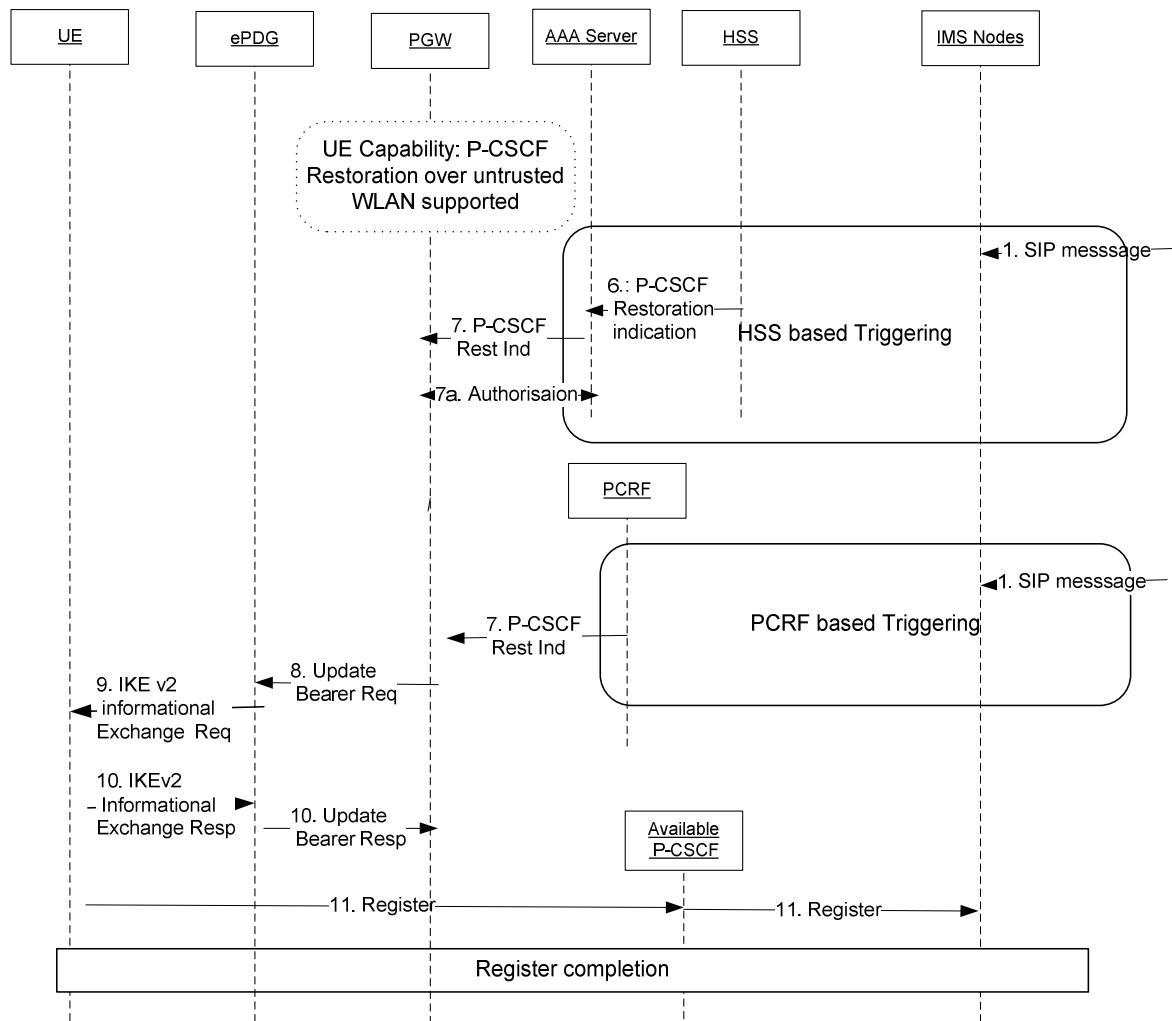 UE
ePDG
PGW
AAA Server
HSS
IMS Nodes
UE Capability: P-CSCF
Restoration over untrusted
WLAN supported
1. SIP messsage
6.: P-CSCF
Restoration
indication
HSS based Triggering
7. P-CSCF
Rest Ind
7a. Authorisaion
PCRF
1. SIP messsage
PCRF based Triggering
7. P-CSCF
Rest Ind
8. Update
Bearer Req
9. IKE v2
informational
Exchange Req
10. IKEv2
Informational
Exchange Resp
10. Update
Bearer Resp
Available
P-CSCF
11. Register
11. Register
Register completion